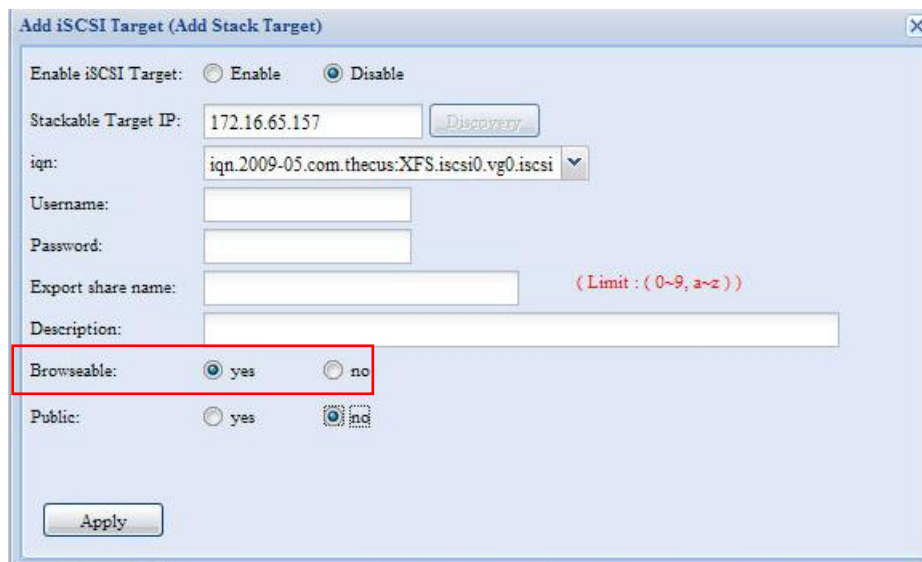 Add iSCSI Target (Add Stack Target)
Enable iSCSI Target: Enable Disable
Stackable Target IP: 172.16.65.157 Discovery
iqn: iqn.2009-05.com.thecus:XFS.iscsi0.vg0.iscsi
Username:
Password:
Export share name: ( Limit : ( 0~9, a~z ) )
Description:
Browseable: yes no
Public: yes no
Apply